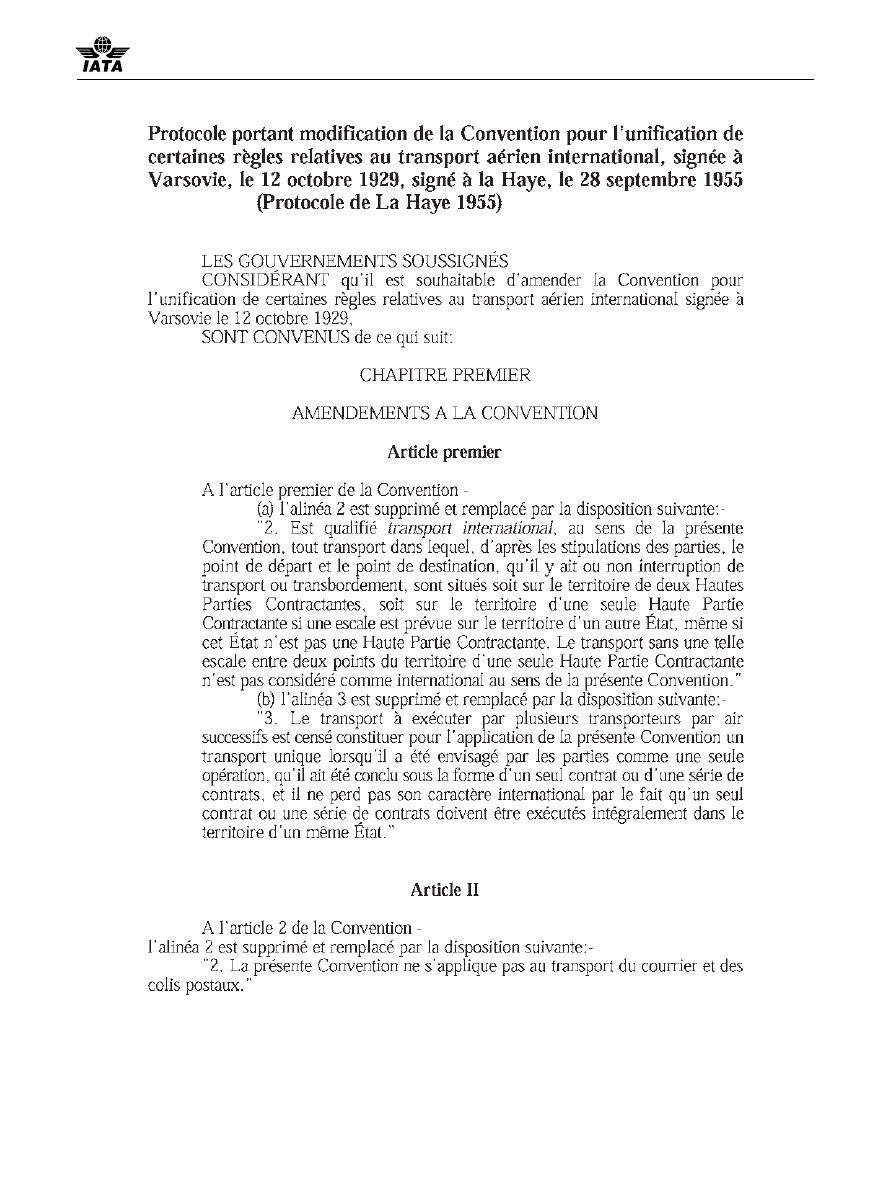 IATA
Protocole portant modification de la Convention pour l'unification de
certaines règles relatives au transport aérien international, signée à
Varsovie, le 12 octobre 1929, signé à la Haye, le 28 septembre 1955
(Protocole de La Haye 1955)
LES GOUVERNEMENTS SOUSSIGNÉS
CONSIDÉRANT qu'il est souhaitable d'amender la Convention pour
l'unification de certaines règles relatives au transport aérien international signée à
Varsovie le 12 octobre 1929,
SONT CONVENUS de ce qui suit:
CHAPITRE PREMIER
AMENDEMENTS A LA CONVENTION
Article premier
A l'article premier de la Convention -
(a) l'alinéa 2 est supprimé et remplacé par la disposition suivante:-
"2. Est qualifié transport international, au sens de la présente
Convention, tout transport dans lequel, d'après les stipulations des parties, le
point de départ et le point de destination, qu'il y ait ou non interruption de
transport ou transbordement, sont situés soit sur le territoire de deux Hautes
Parties Contractantes, soit sur le territoire d'une seule Haute Partie
Contractante si une escale est prévue sur le territoire d'un autre État, même si
cet État n'est pas une Haute Partie Contractante. Le transport sans une telle
escale entre deux points du territoire d'une seule Haute Partie Contractante
n'est pas considéré comme international au sens de la présente Convention."
(b) l'alinéa 3 est supprimé et remplacé par la disposition suivante:-
"3. Le transport à exécuter par plusieurs transporteurs par air
successifs est censé constituer pour l'application de la présente Convention un
transport unique lorsqu'il a été envisagé par les parties comme une seule
opération, qu'il ait été conclu sous la forme d'un seul contrat ou d'une série de
contrats, et il ne perd pas son caractère international par le fait qu'un seul
contrat ou une série de contrats doivent être exécutés intégralement dans le
territoire d'un même État."
Article II
A l'article 2 de la Convention -
l'alinéa 2 est supprimé et remplacé par la disposition suivante:-
"2. La présente Convention ne s'applique pas au transport du courrier et des
colis postaux."